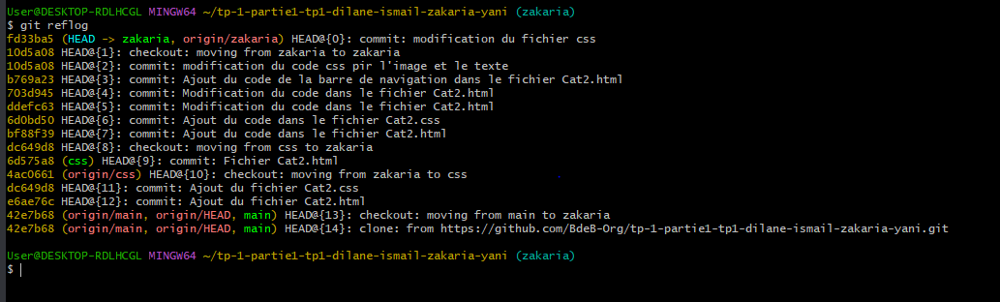 User@DESKTOP-RDLHCGL MINGW64 ~/tp-1-partie1-tp1-dilane-ismail-zakaria-yani (zakaria)
$ git reflog
fd33ba5 (HEAD -> zakaria, origin/zakaria) HEAD@{0}: commit: modification du fichier css
10d5a08 HEAD@{1}: checkout: moving from zakaria to zakaria
10d5a08 HEAD@{2}: commit: modification du code css pir l'image et le texte
b769a23 HEAD@{3}: commit: Ajout du code de la barre de navigation dans le fichier Cat2.html
703d945 HEAD@{4}: commit: Modification du code dans le fichier Cat2.html
ddefc63 HEAD@{5}: commit: Modification du code dans le fichier Cat2.html
6d0bd50 HEAD@{6}: commit: Ajout du code dans le fichier Cat2.css
bf88f39 HEAD@{7}: commit: Ajout du code dans le fichier Cat2.html
dc649d8 HEAD@{8}: checkout: moving from css to zakaria
6d575a8 (css) HEAD@{9}: commit: Fichier Cat2.html
4ac0661 (origin/css) HEAD@{10}: checkout: moving from zakaria to css
dc649d8 HEAD@{11}: commit: Ajout du fichier Cat2.css
e6ae76c HEAD@{12}: commit: Ajout du fichier Cat2.html
42e7b68 (origin/main, origin/HEAD, main) HEAD@{13}: checkout: moving from main to zakaria
42e7b68 (origin/main, origin/HEAD, main) HEAD@{14}: clone: from https://github.com/BdeB-Org/tp-1-partie1-tp1-dilane-ismail-zakaria-yani.git
User@DESKTOP-RDLHCGL MINGW64 ~/tp-1-partie1-tp1-dilane-ismail-zakaria-yani (zakaria)
$